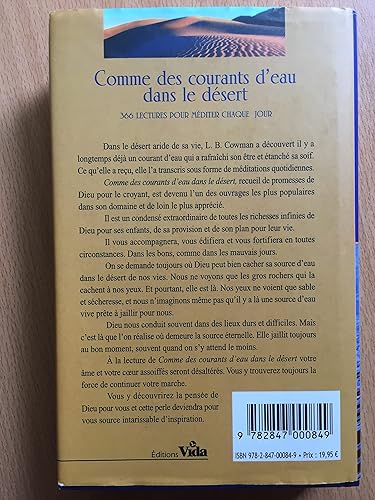 Comme des courants d'eau
dans le désert
366 LECTURES POUR MÉDITER CHAQUE JOUR
Dans le désert aride de sa vie, L. B. Cowman a découvert il y a
longtemps déjà un courant d'eau qui a rafraîchi son être et étanché sa soif.
Ce qu'elle a reçu, elle l'a transcris sous forme de méditations quotidiennes.
Comme des courants d'eau dans le désert, recueil de promesses de
Dieu pour le croyant, est devenu l'un des ouvrages les plus populaires
dans son domaine et de loin le plus apprécié.
Il est un condensé extraordinaire de toutes les richesses infinies de
Dieu pour ses enfants, de sa provision et de son plan pour leur vie.
Il vous accompagnera, vous édifiera et vous fortifiera en toutes
circonstances. Dans les bons, comme dans les mauvais jours.
On se demande toujours où Dieu peut bien cacher sa source d'eau
dans le désert de nos vies. Nous ne voyons que les gros rochers qui la
cachent à nos yeux. Et pourtant, elle est là. Nos yeux ne voient que sable
et sécheresse, et nous n'imaginons même pas qu'il y a là une source d'eau
vive prête à jaillir pour nous.
Dieu nous conduit souvent dans des lieux durs et difficiles. Mais
c'est là que l'on réalise où demeure la source éternelle. Elle jaillit toujours
au bon moment, souvent quand on s'y attend le moins.
À la lecture de Comme des courants d'eau dans le désert votre
âme et votre cœur assoiffés seront désaltérés. Vous y trouverez toujours la
force de continuer votre marche.
Vous y découvrirez la pensée de
Dieu pour vous et cette perle deviendra pour
vous source intarissable d'inspiration.
9 782847 000849
Éditions Vida
ISBN 978-2-847-00084-9 • Prix : 19,95 €